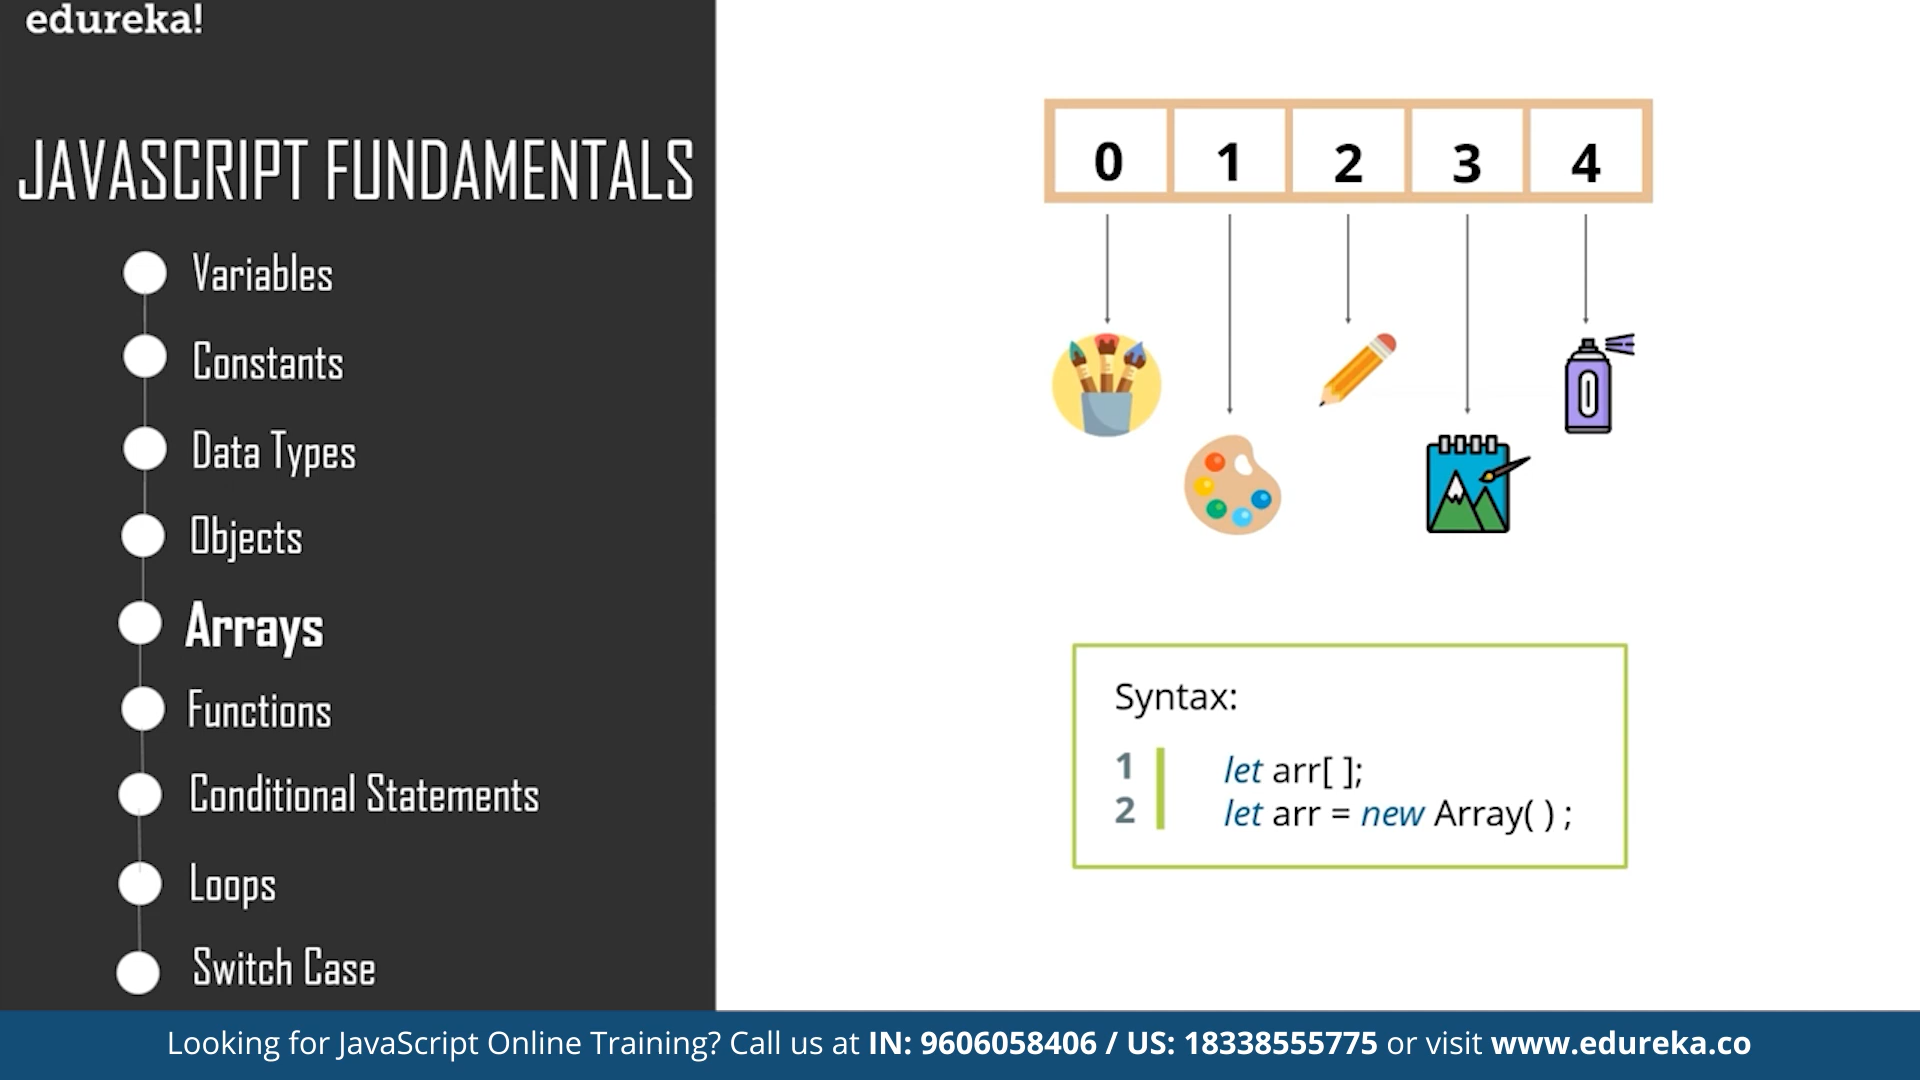 edureka!
JAVASCRIPT FUNDAMENTALS
Variables
Constants
Data Types
Objects
Arrays
Functions
Conditional Statements
Loops
Switch Case
0 1 2 3 4
Syntax:
1 let arr[ ];
2 let arr = new Array( ) ;
Looking for JavaScript Online Training? Call us at IN: 9606058406 / US: 18338555775 or visit www.edureka.co